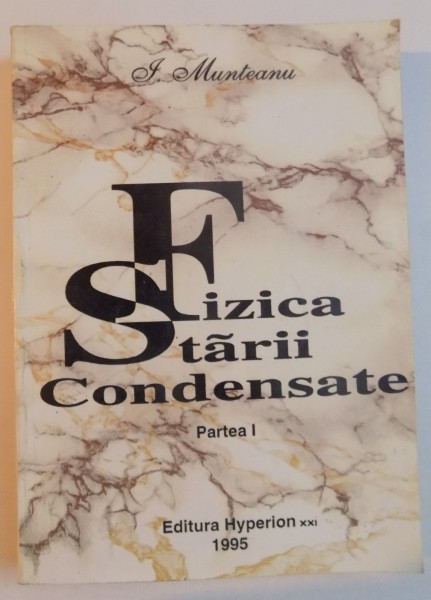 I. Munteanu
Fizica
Stãrii
Condensate
Partea I
Editura Hyperion XXI
1995